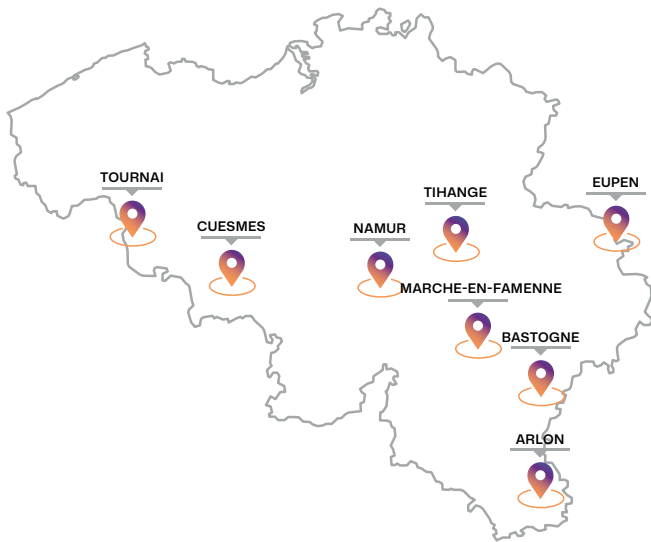 TOURNAI
EUPEN
TIHANGE
CUESMES
NAMUR
MARCHE-EN-FAMENNE
BASTOGNE
ARLON